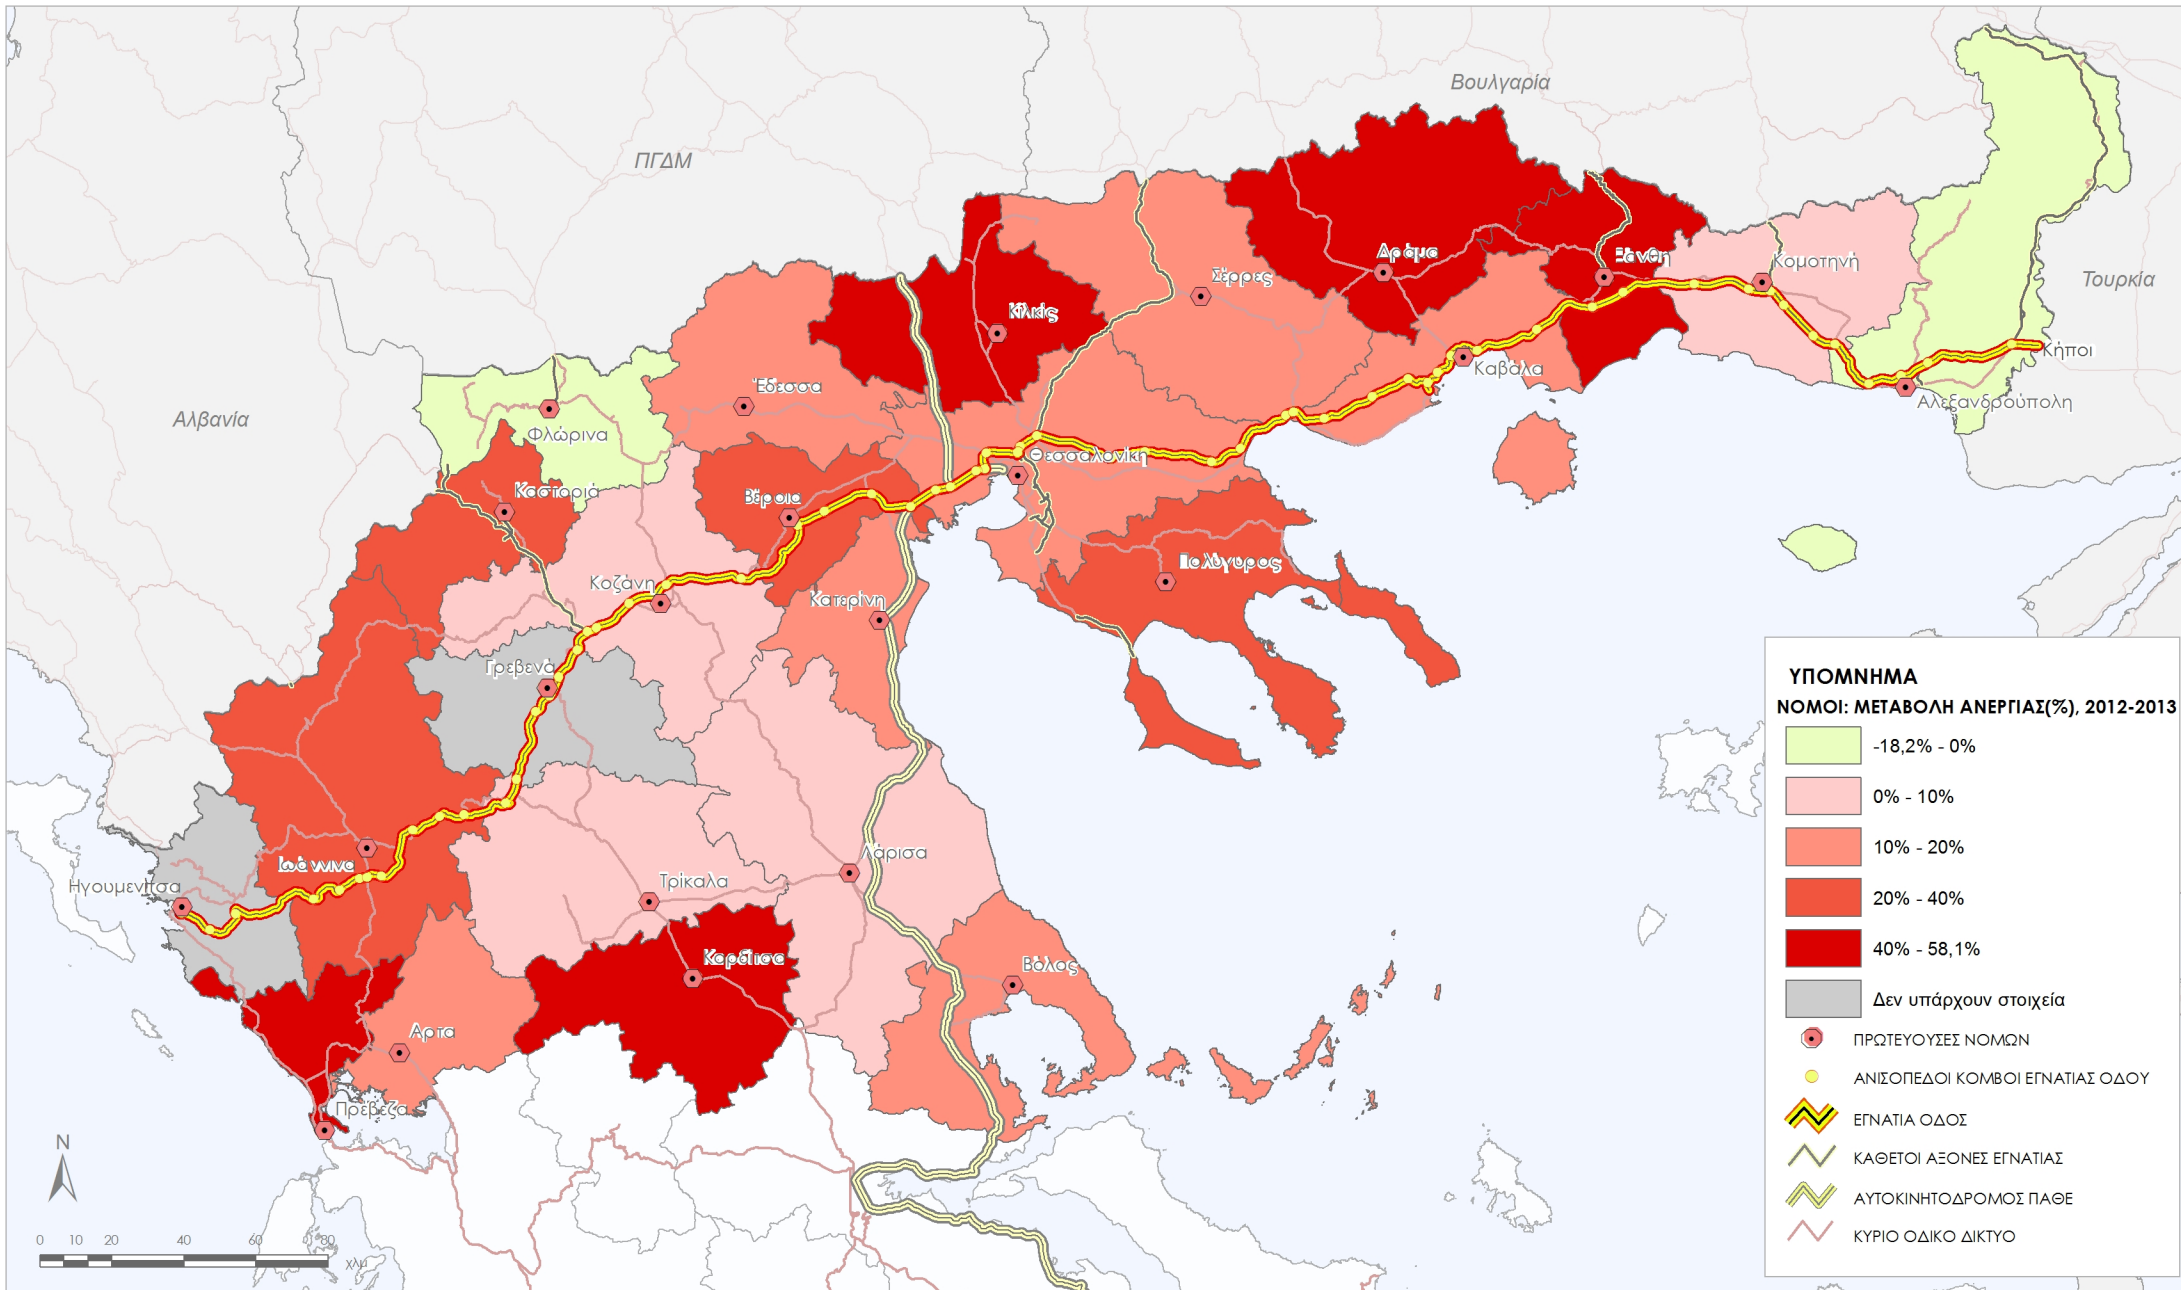 Βουλγαρία
ΠΓΔΜ
Τουρκία
Αλβανία
Δράμα
Ξάνθη
Κομοτηνή
Σέρρες
Κιλκίς
Κήποι
Καβάλα
Έδεσσα
Αλεξανδρούπολη
Φλώρινα
Θεσσαλονίκη
Καστοριά
Βέροια
Πολύγυρος
Κοζάνη
Κατερίνη
Γρεβενά
Λάρισα
Ιωάννινα
Ηγουμενίτσα
Τρίκαλα
Καρδίτσα
Βόλος
Αρτα
Πρέβεζα
ΥΠΟΜΝΗΜΑ
ΝΟΜΟΙ: ΜΕΤΑΒΟΛΗ ΑΝΕΡΓΙΑΣ(%), 2012-2013
-18,2% - 0%
0% - 10%
10% - 20%
20% - 40%
40% - 58,1%
Δεν υπάρχουν στοιχεία
ΠΡΩΤΕΥΟΥΣΕΣ ΝΟΜΩΝ
ΑΝΙΣΟΠΕΔΟΙ ΚΟΜΒΟΙ ΕΓΝΑΤΙΑΣ ΟΔΟΥ
ΕΓΝΑΤΙΑ ΟΔΟΣ
ΚΑΘΕΤΟΙ ΑΞΟΝΕΣ ΕΓΝΑΤΙΑΣ
ΑΥΤΟΚΙΝΗΤΟΔΡΟΜΟΣ ΠΑΘΕ
ΚΥΡΙΟ ΟΔΙΚΟ ΔΙΚΤΥΟ
N
0 10 20 40 60 80
χλμ